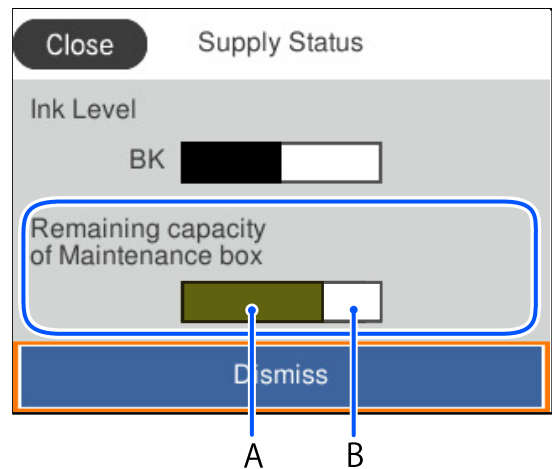 Close
Supply Status
Ink Level
BK
Remaining capacity
of Maintenance box
Dismiss
A
B